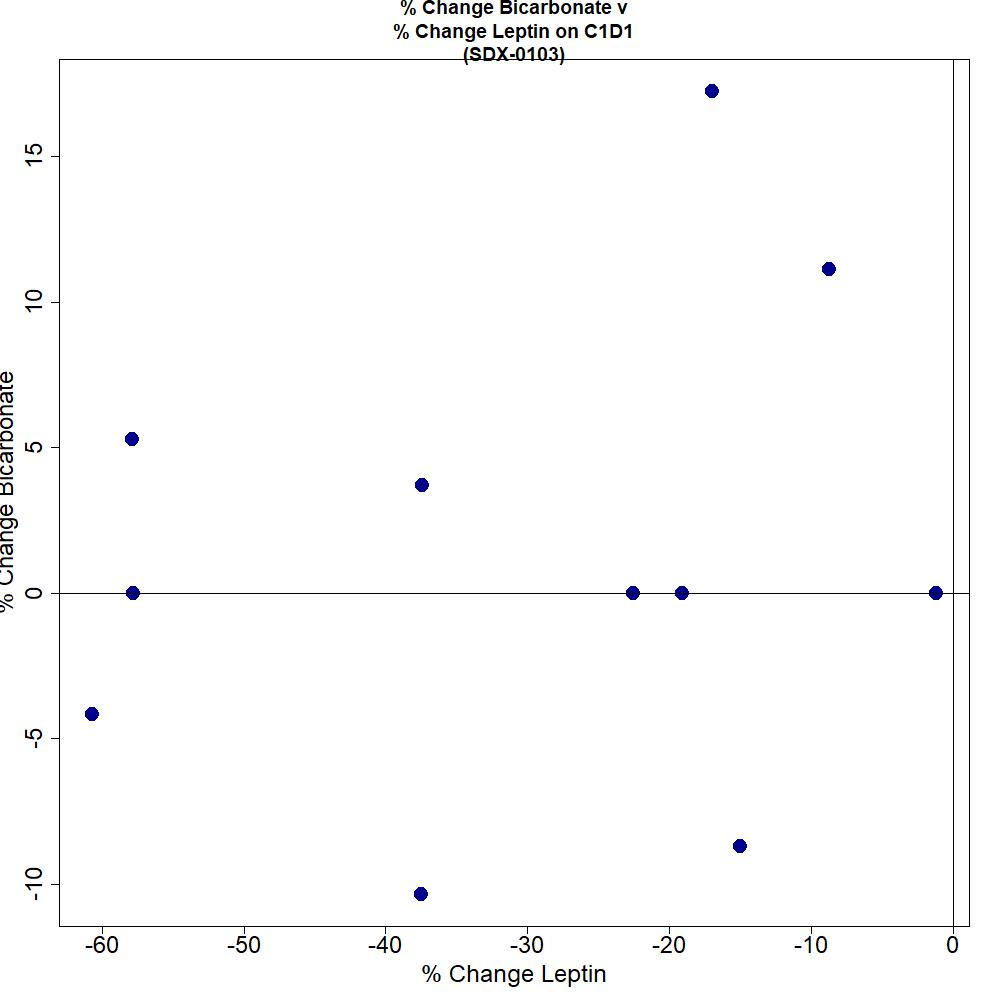 % Change Bicarbonate v
% Change Leptin on C1D1
(SDX-0103)
% Change Bicarbonate
15
10
5
0
-5
-10
-60 -50 -40 -30 -20 -10 0
% Change Leptin